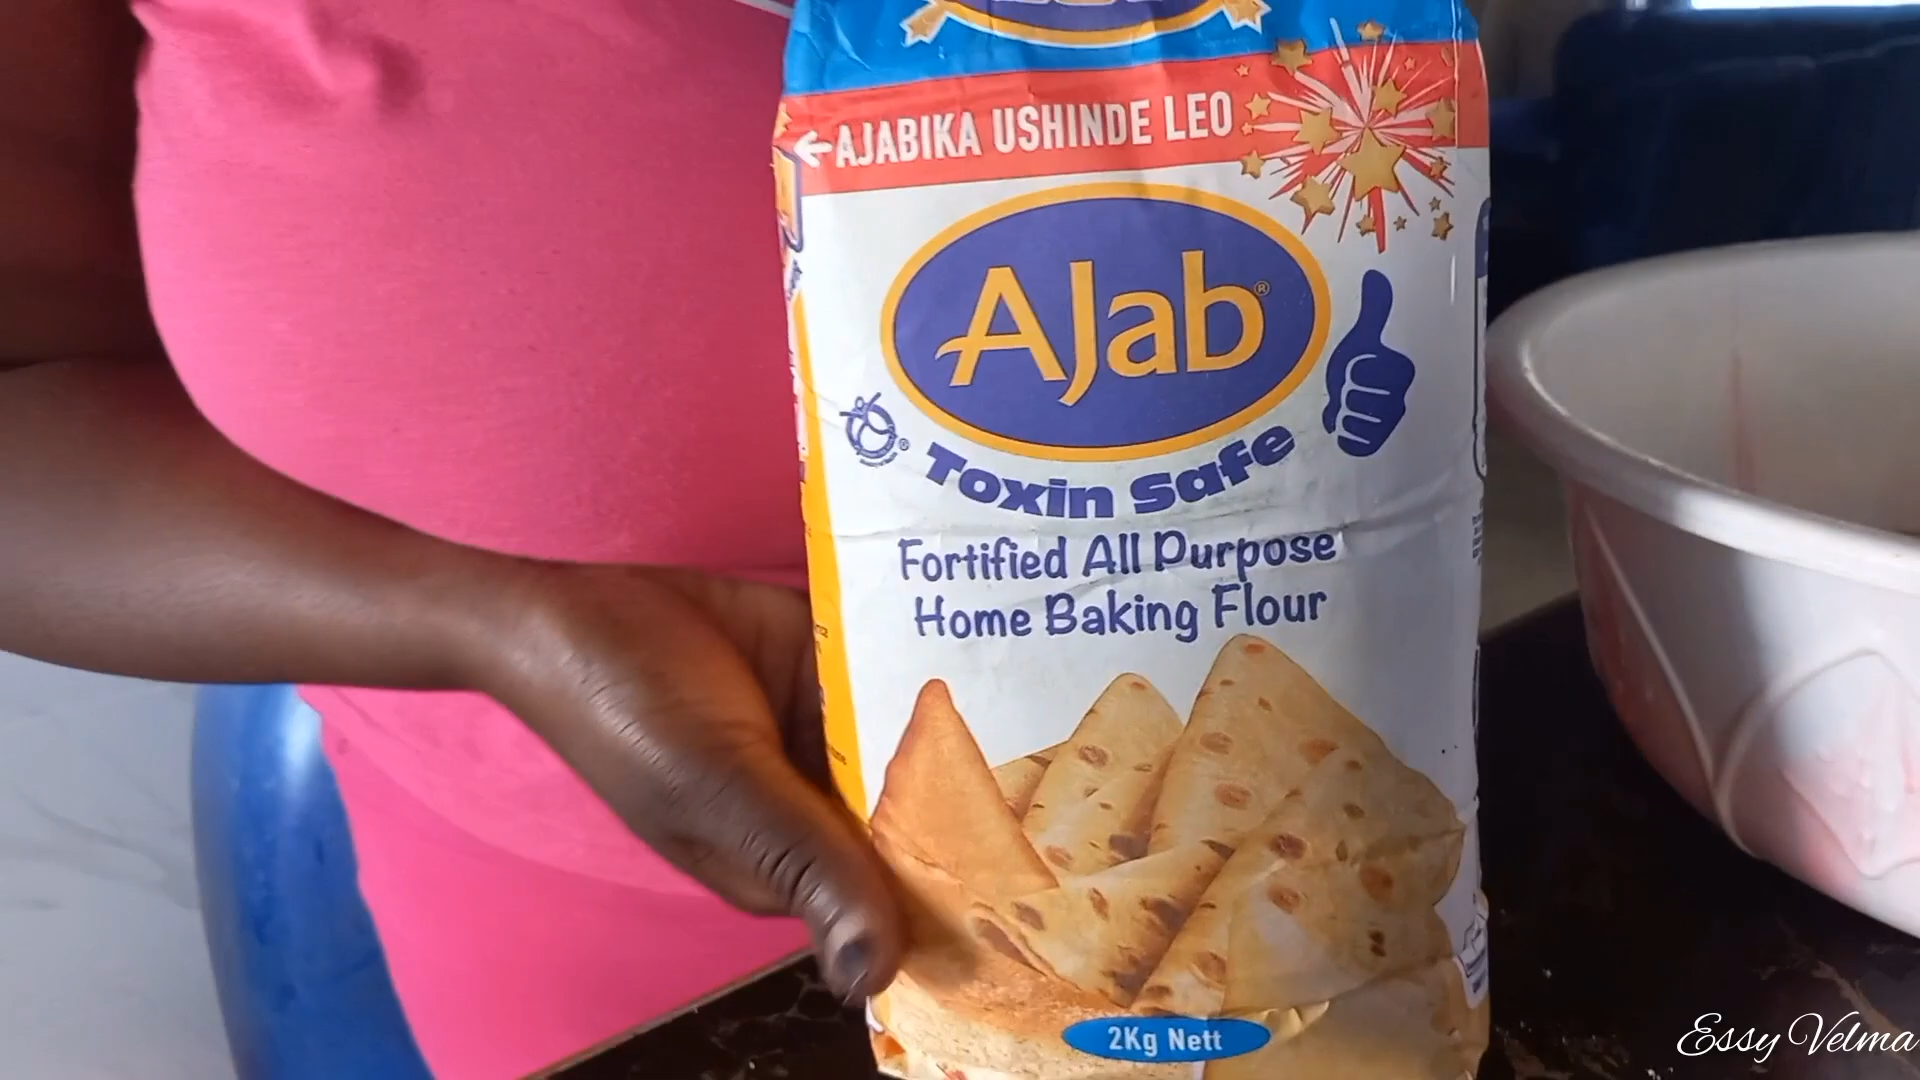 AJABIKA USHINDE LEO
AJab®
Toxin Safe
Fortified All Purpose
Home Baking Flour
2Kg Nett
Essy Velma